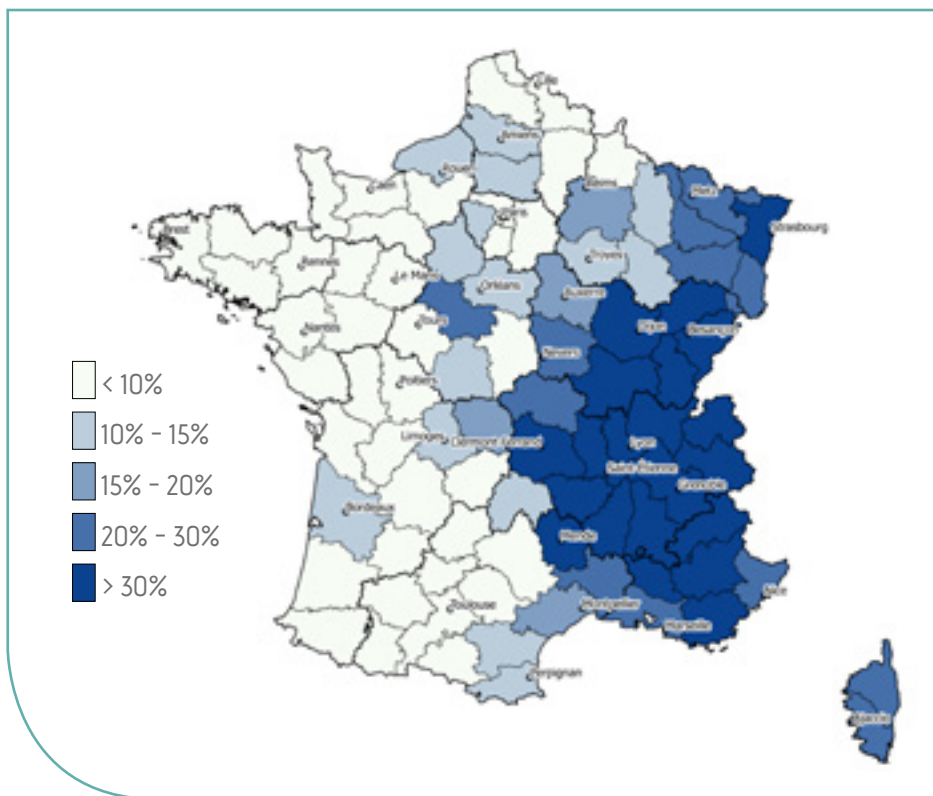 Lille
Amiens
Rouen
Caen
Reims
Metz
Paris
Strasbourg
Brest
Rennes
Le Mans
Troyes
Orléans
Auxerre
Tours
Dijon
Besançon
Nantes
Nevers
Poitiers
< 10%
10% - 15%
15% - 20%
20% - 30%
> 30%
Limoges
Clermont Ferrand
Lyon
Saint-Étienne
Grenoble
Bordeaux
Mende
Toulouse
Montpellier
Nice
Marseille
Perpignan
Ajaccio